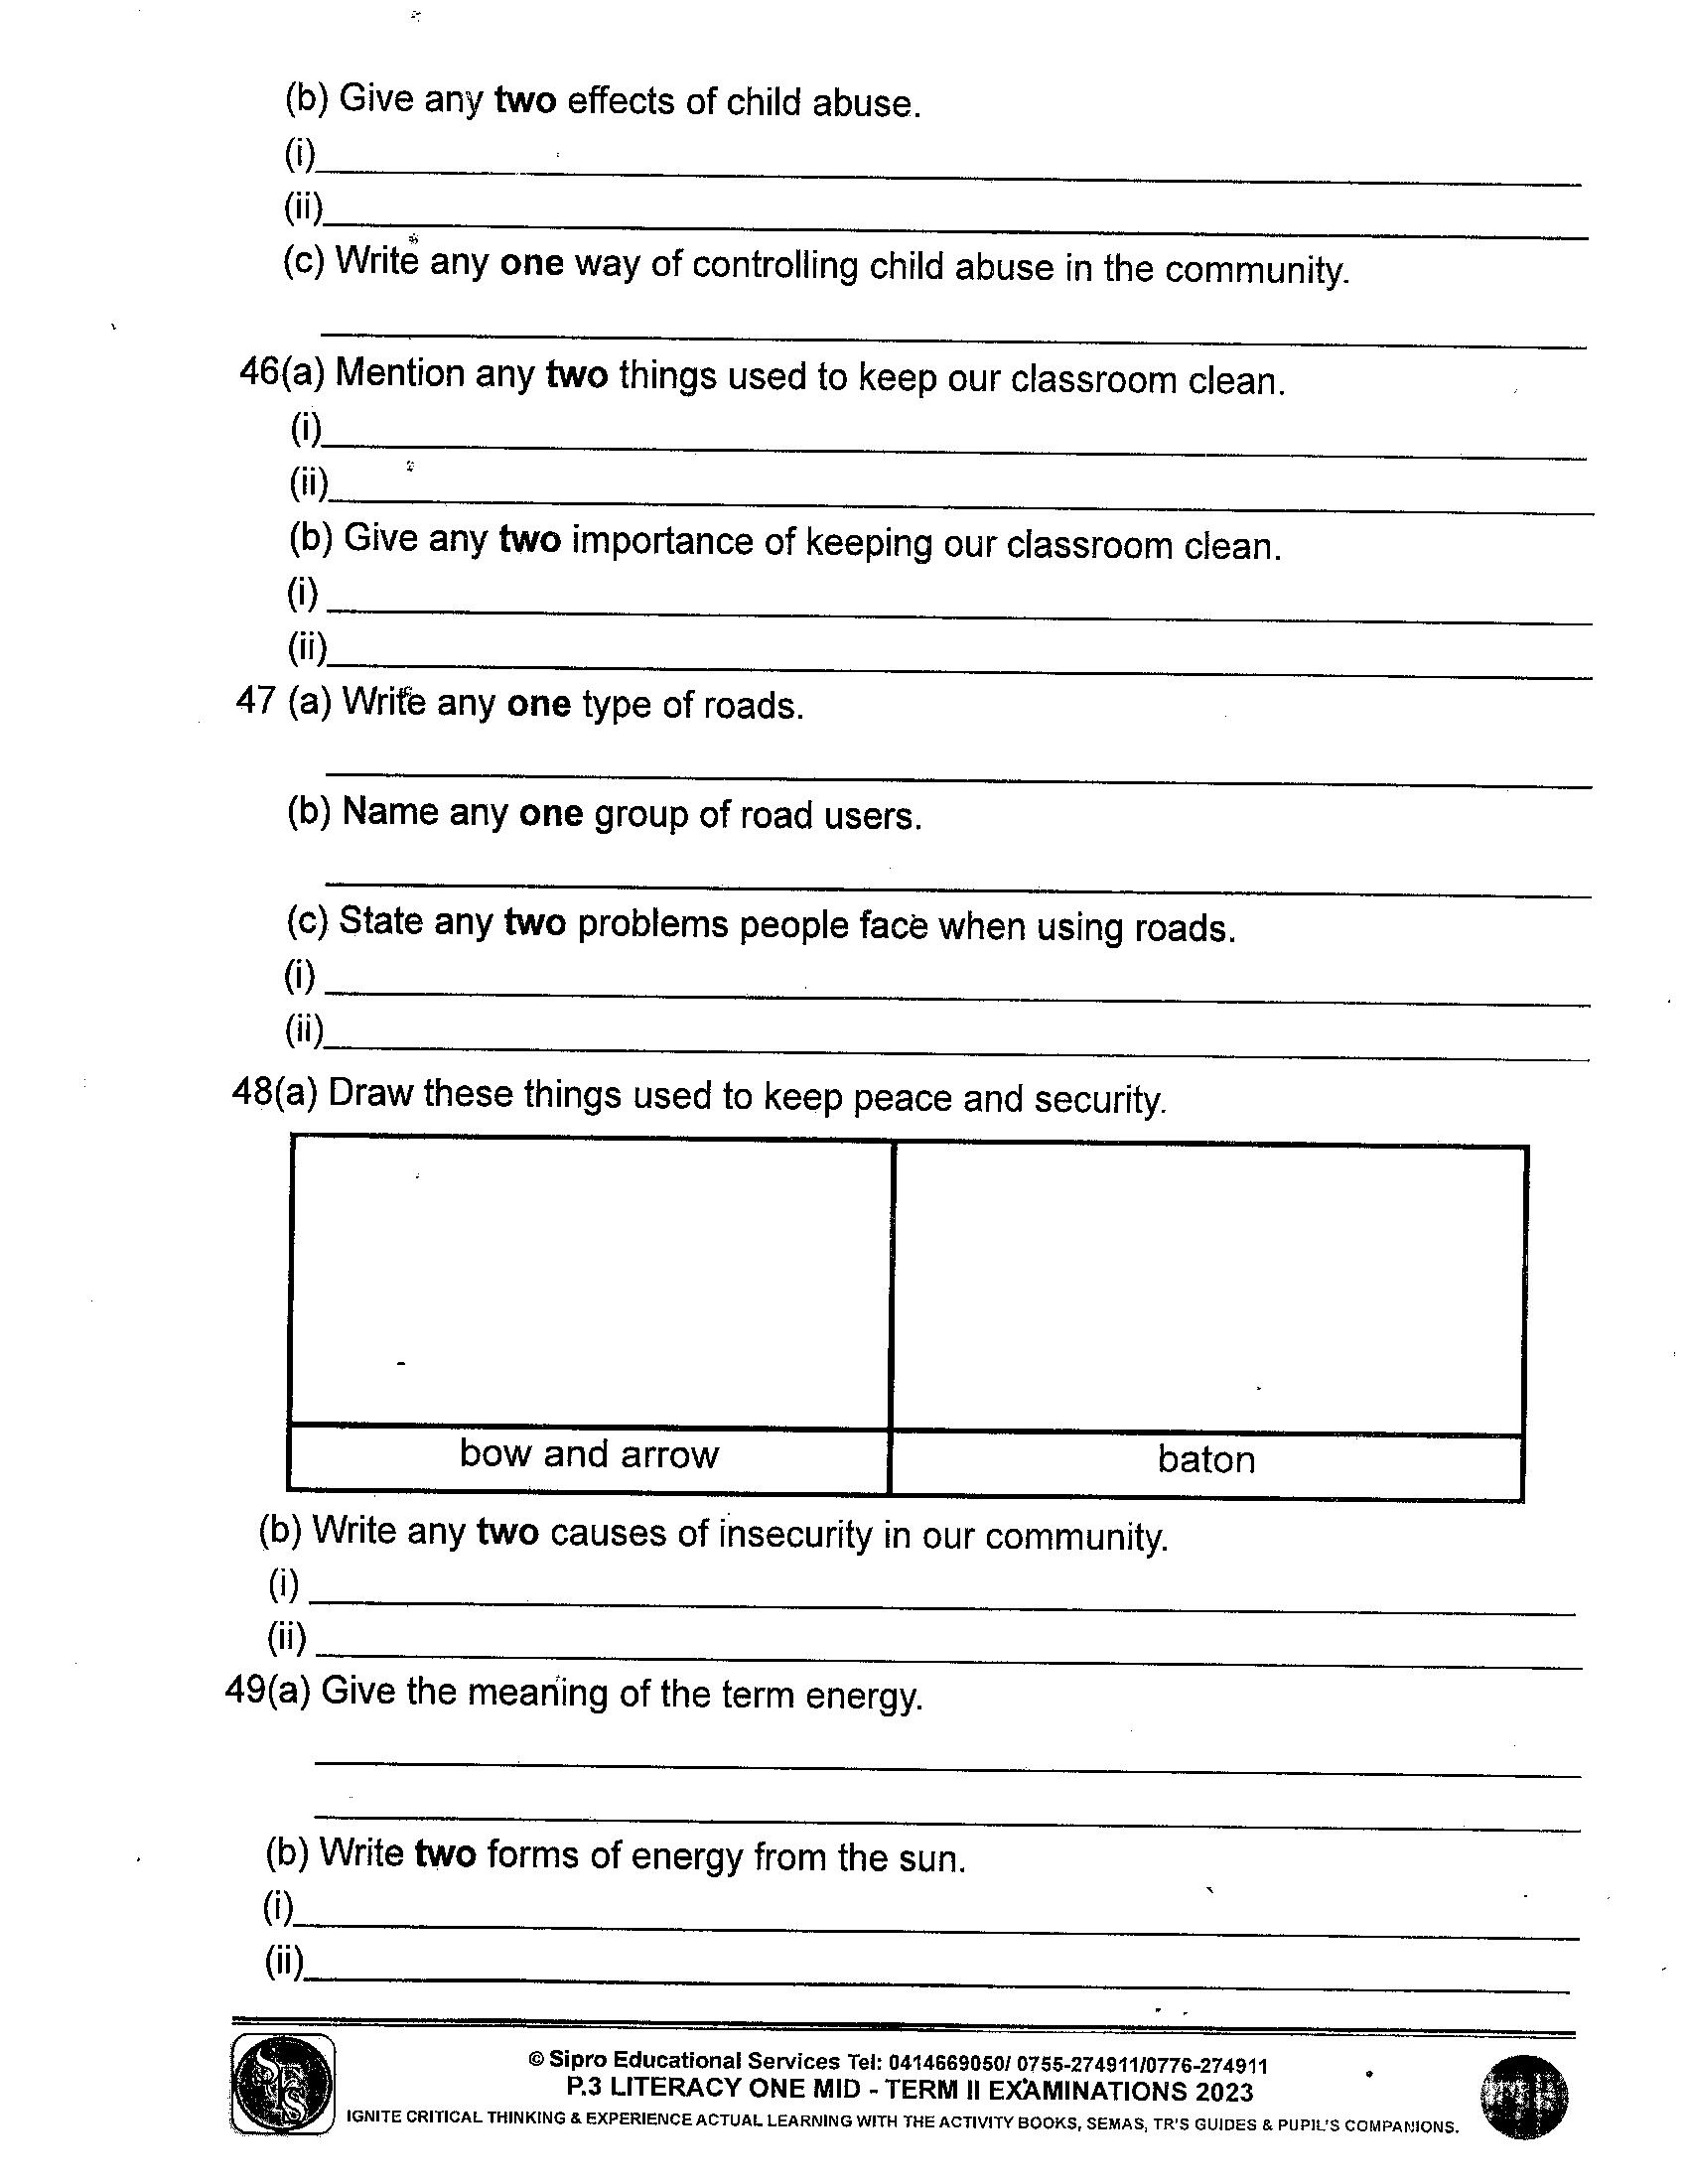 (b) Give any two effects of child abuse.
(i)
(ii)
(c) Write any one way of controlling child abuse in the community.
46(a) Mention any two things used to keep our classroom clean.
(i)
(ii)
(b) Give any two importance of keeping our classroom clean.
(i)
(ii)
47 (a) Write any one type of roads.
(b) Name any one group of road users.
(c) State any two problems people face when using roads.
(i)
(ii)
48(a) Draw these things used to keep peace and security.
bow and arrow baton
(b) Write any two causes of insecurity in our community.
(i)
(ii)
49(a) Give the meaning of the term energy.
(b) Write two forms of energy from the sun.
(i)
(ii)
© Sipro Educational Services Tel: 0414669050/ 0755-274911/0776-274911
P.3 LITERACY ONE MID - TERM II EXAMINATIONS 2023
IGNITE CRITICAL THINKING & EXPERIENCE ACTUAL LEARNING WITH THE ACTIVITY BOOKS, SEMAS, TR'S GUIDES & PUPIL'S COMPANIONS.